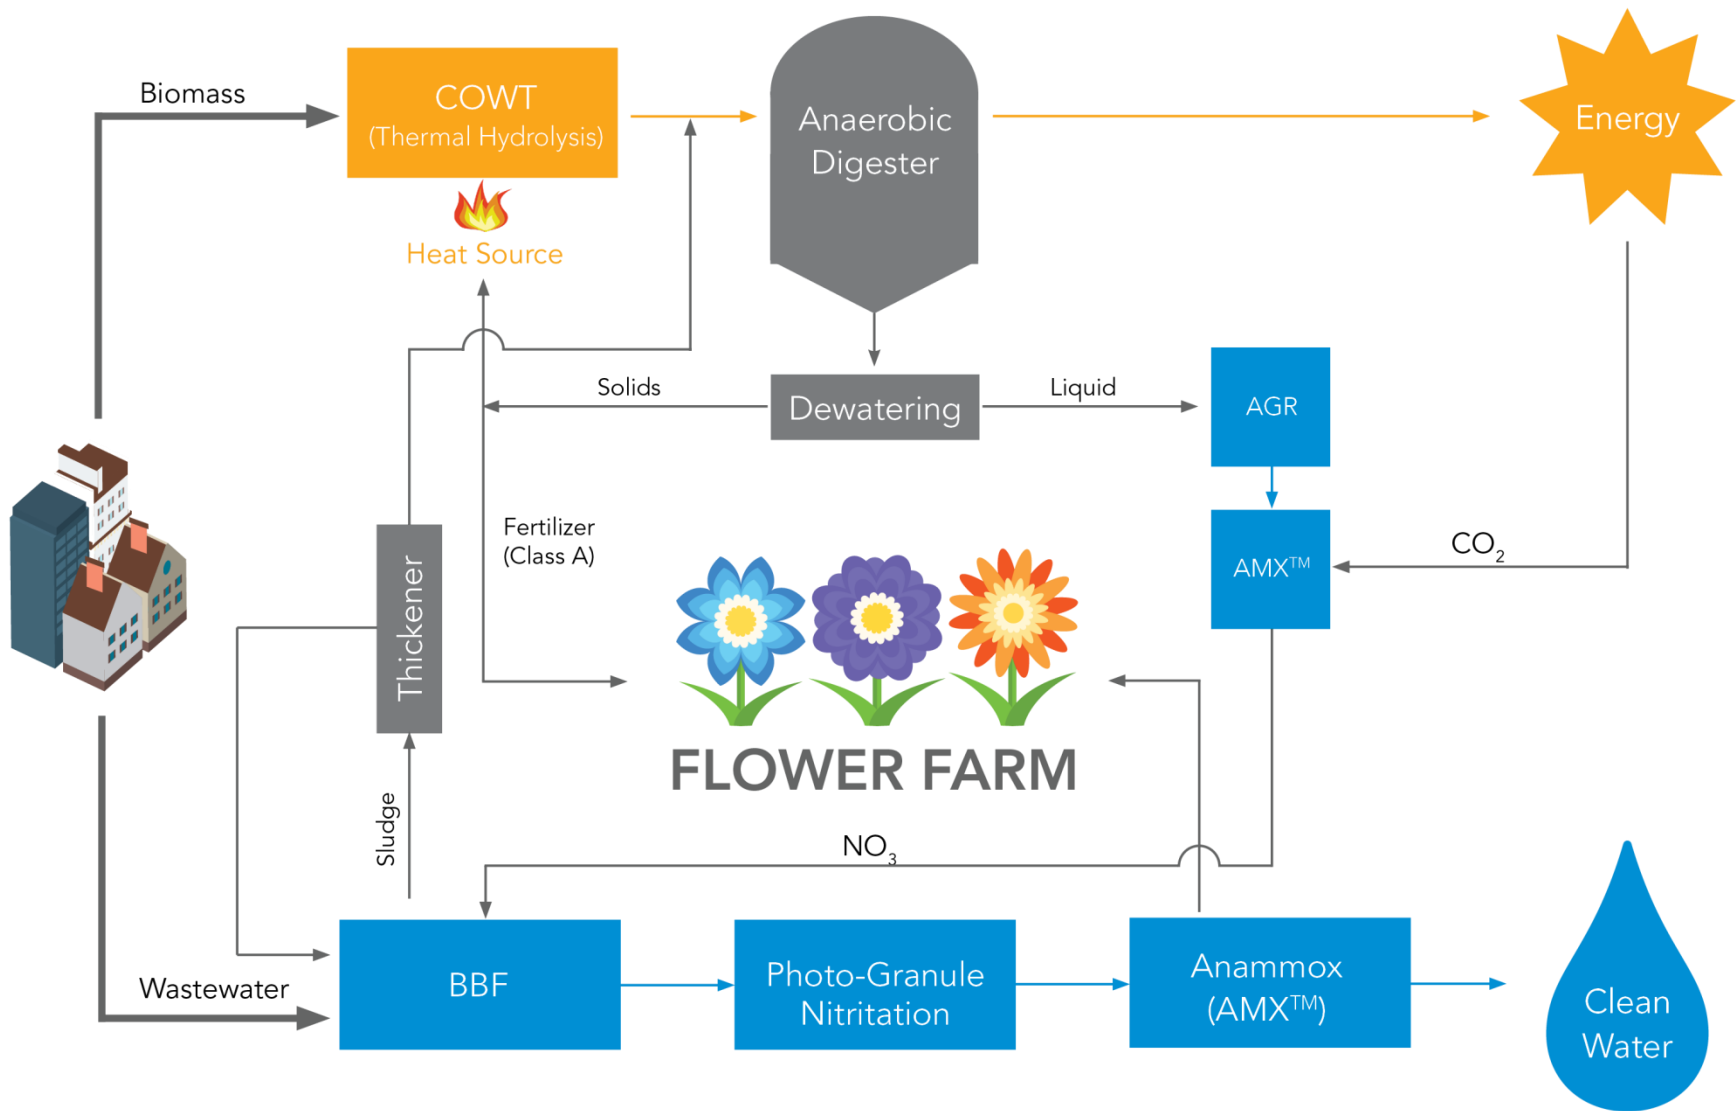 Biomass
COWT
(Thermal Hydrolysis)
Heat Source
Anaerobic
Digester
Energy
Solids
Dewatering
Liquid
AGR
Fertilizer
(Class A)
Thickener
AMX™
CO₂
FLOWER FARM
Sludge
NO₃
Wastewater
BBF
Photo-Granule
Nitritation
Anammox
(AMX™)
Clean
Water